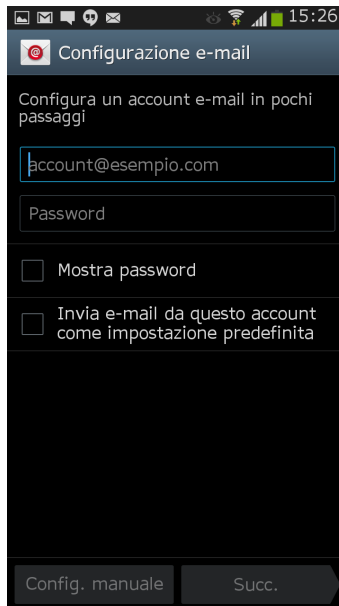 15:26
Configurazione e-mail
Configura un account e-mail in pochi
passaggi
account@esempio.com
Password
Mostra password
Invia e-mail da questo account
come impostazione predefinita
Config. manuale
Succ.